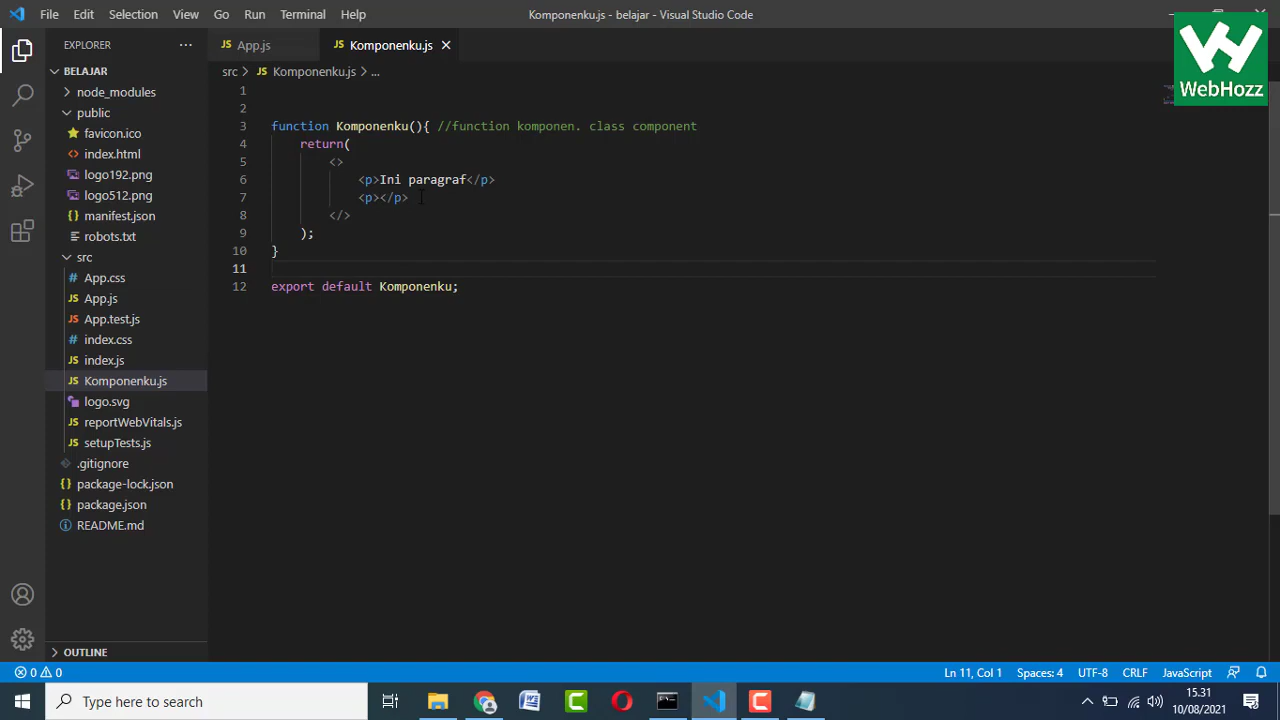 File Edit Selection View Go Run Terminal Help
Komponenku.js - belajar - Visual Studio Code
WebHozz
EXPLORER
BELAJAR
node_modules
public
favicon.ico
index.html
logo192.png
logo512.png
manifest.json
robots.txt
src
App.css
App.js
App.test.js
index.css
index.js
Komponenku.js
logo.svg
reportWebVitals.js
setupTests.js
.gitignore
package-lock.json
package.json
README.md
OUTLINE
JS App.js JS Komponenku.js
src > JS Komponenku.js > ...
1
2
3 function Komponenku(){ //function komponen. class component
4 return(
5 <>
6 <p>Ini paragraf</p>
7 <p></p>
8 </>
9 );
10 }
11
12 export default Komponenku;
0 0 Ln 11, Col 1 Spaces: 4 UTF-8 CRLF JavaScript
Type here to search
15.31
10/08/2021